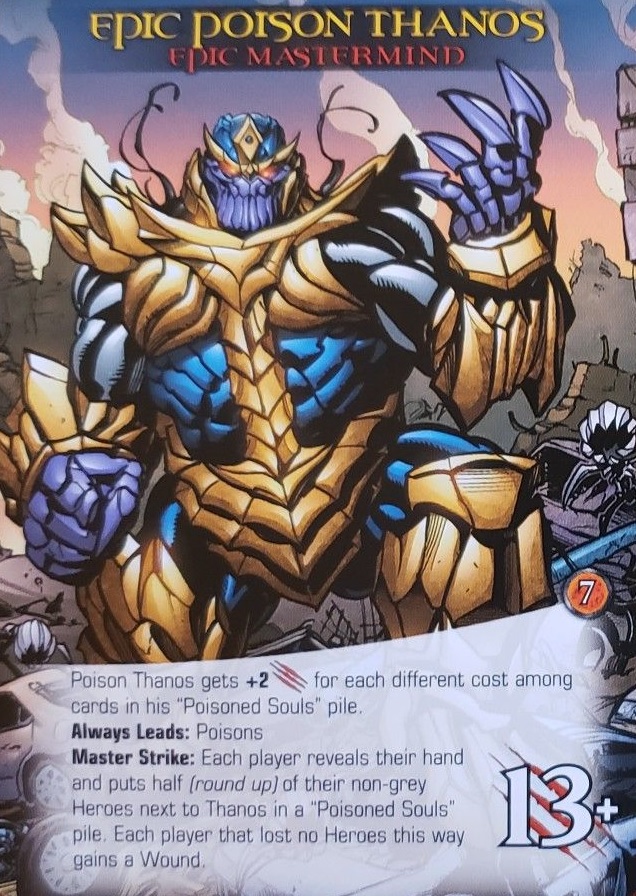 EPIC POISON THANOS
EPIC MASTERMIND
7
Poison Thanos gets +2 for each different cost among
cards in his "Poisoned Souls" pile.
Always Leads: Poisons
Master Strike: Each player reveals their hand
and puts half (round up) of their non-grey
Heroes next to Thanos in a "Poisoned Souls"
pile. Each player that lost no Heroes this way
gains a Wound.
13+